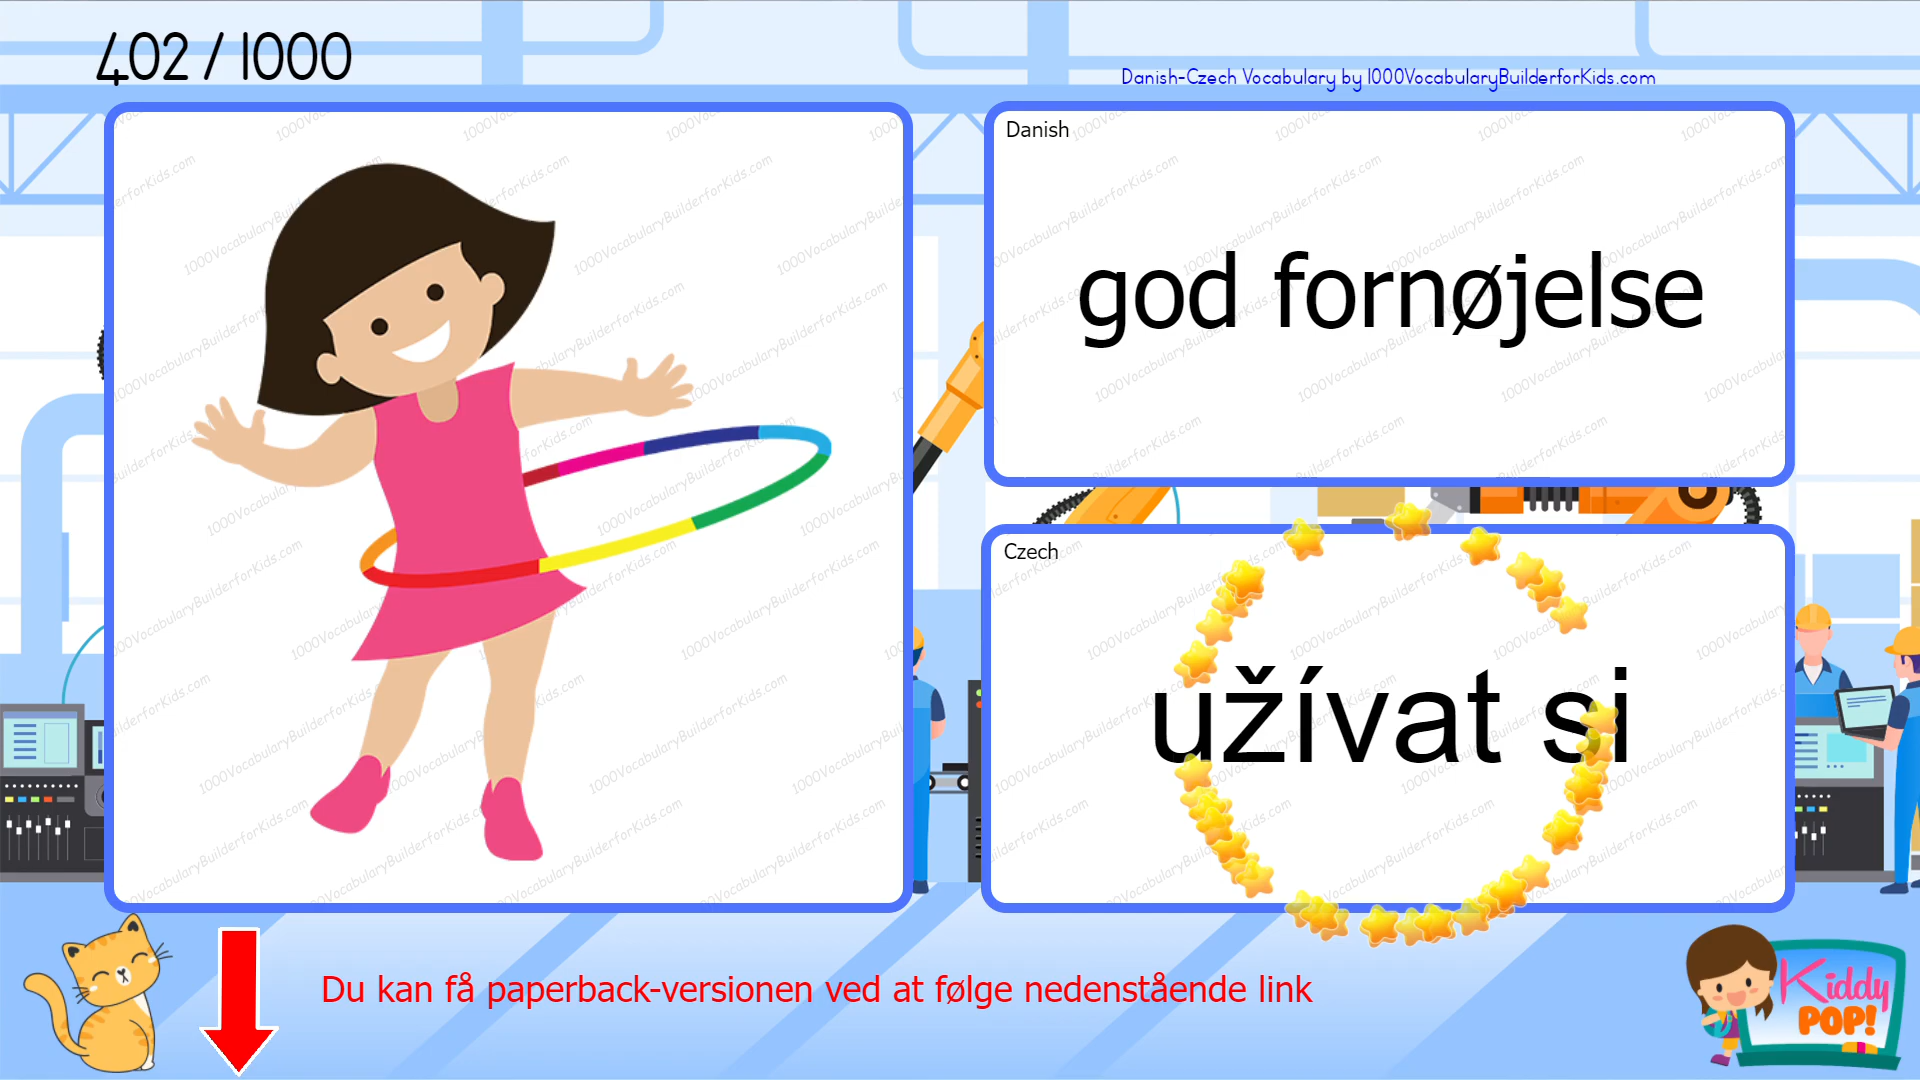 402 / 1000
Danish-Czech Vocabulary by 1000VocabularyBuilderforKids.com
Danish
god fornøjelse
Czech
užívat si
Du kan få paperback-versionen ved at følge nedenstående link
Kiddy
POP!